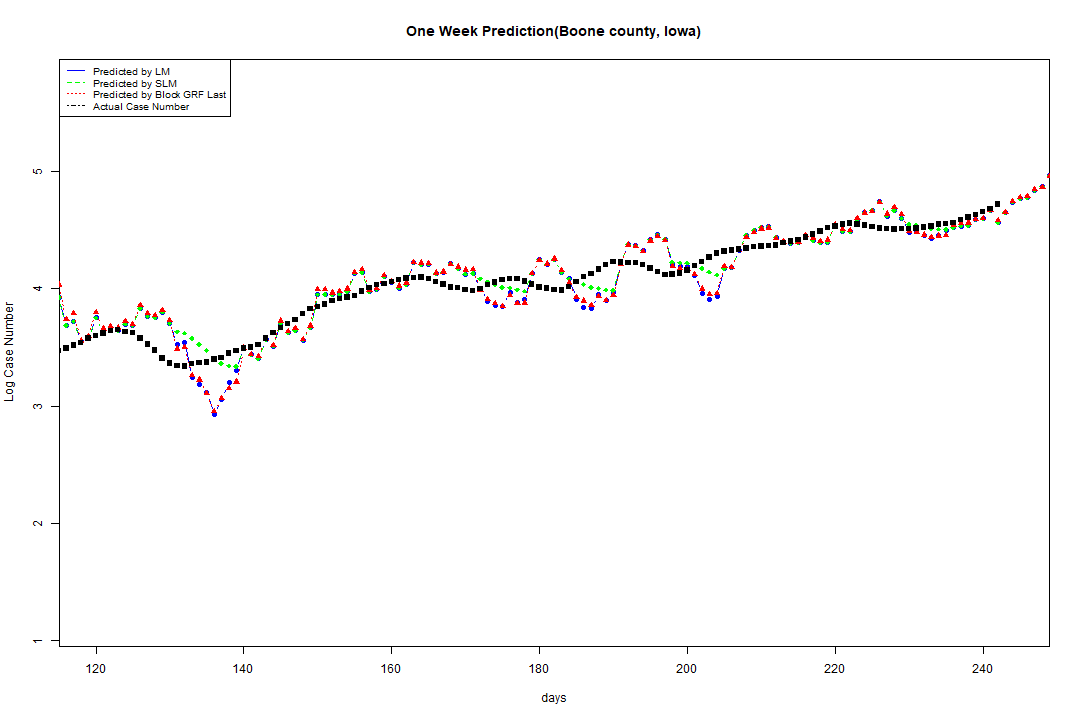 One Week Prediction(Boone county, Iowa)
Predicted by LM
Predicted by SLM
Predicted by Block GRF Last
Actual Case Number
5
4
3
2
1
Log Case Number
120 140 160 180 200 220 240
days